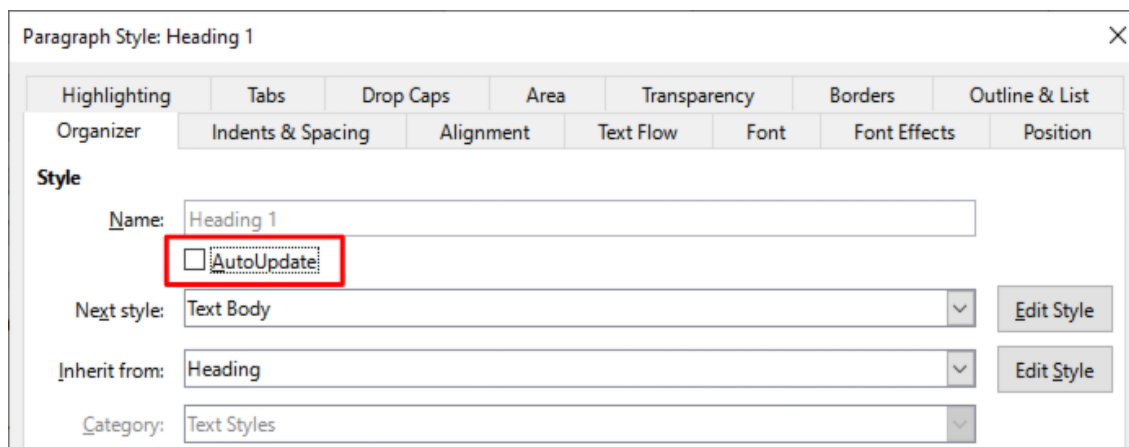 Paragraph Style: Heading 1
Highlighting Tabs Drop Caps Area Transparency Borders Outline & List
Organizer Indents & Spacing Alignment Text Flow Font Font Effects Position
Style
Name: Heading 1
AutoUpdate
Next style: Text Body Edit Style
Inherit from: Heading Edit Style
Category: Text Styles